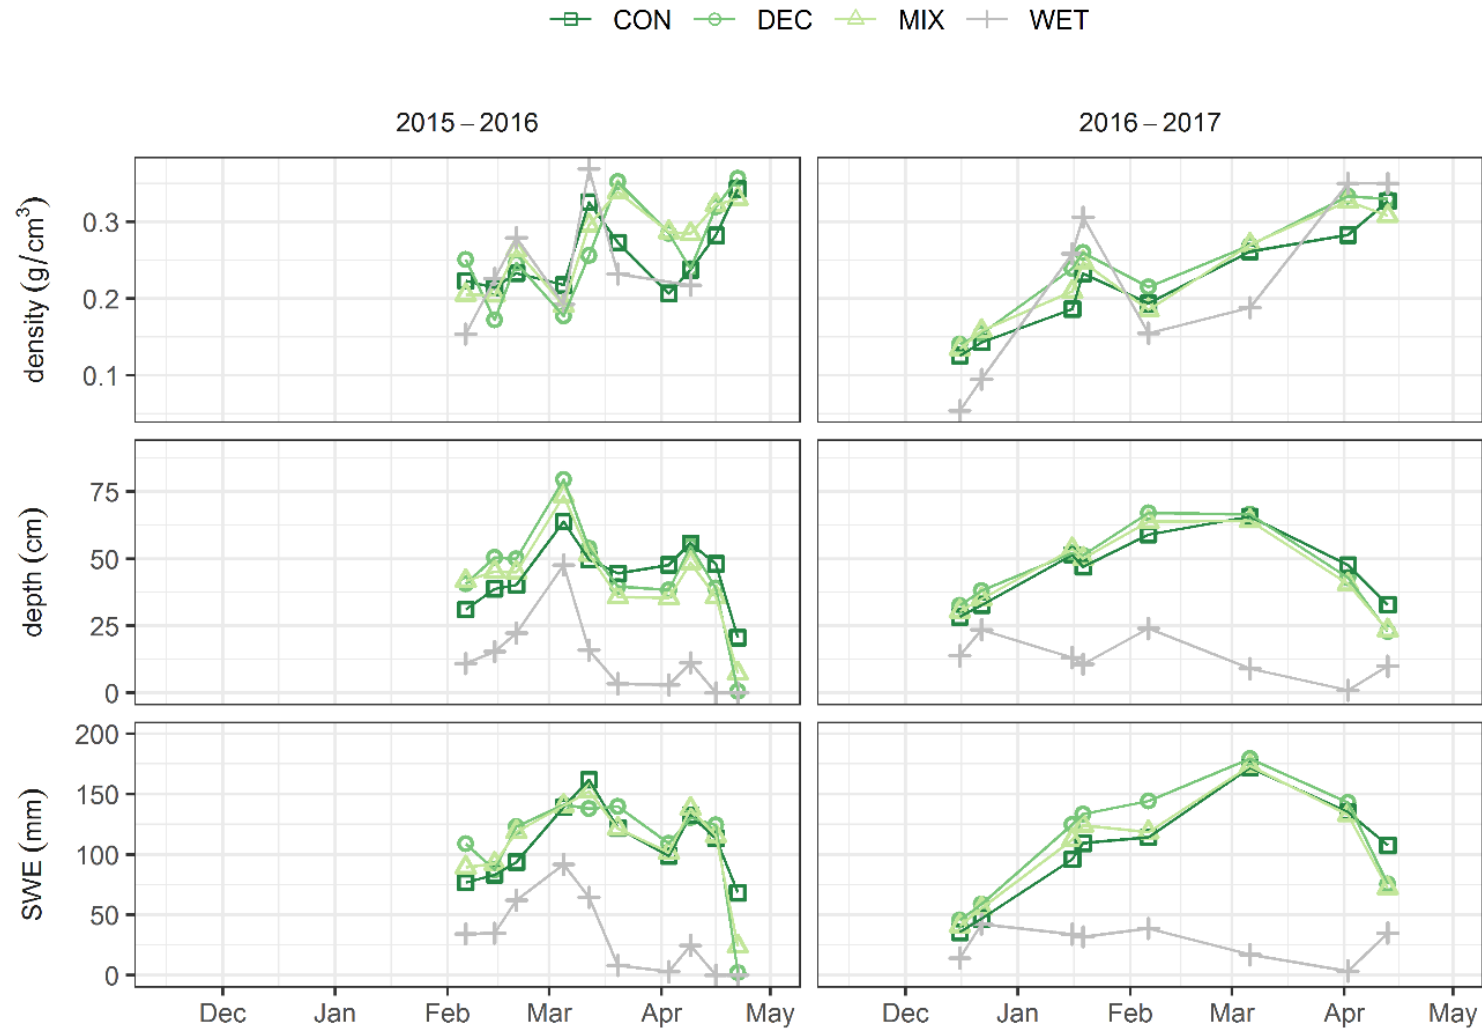 CON DEC MIX WET
2015 – 2016 2016 – 2017
density (g/cm³)
0.3
0.2
0.1
depth (cm)
75
50
25
0
SWE (mm)
200
150
100
50
0
Dec Jan Feb Mar Apr May Dec Jan Feb Mar Apr May